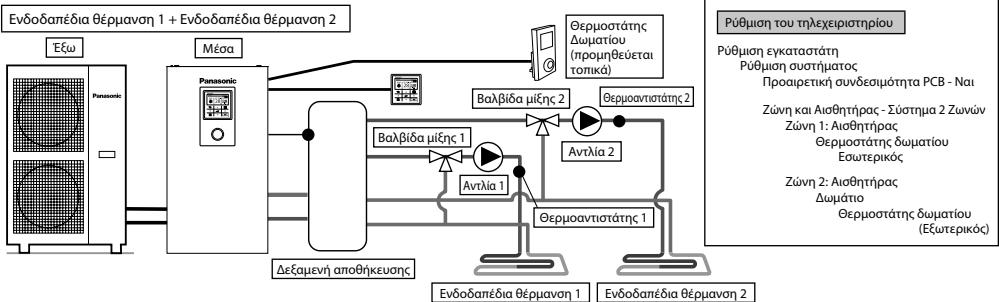 Ενδοδαπέδια θέρμανση 1 + Ενδοδαπέδια θέρμανση 2
Έξω
Μέσα
Panasonic
Panasonic
Θερμοστάτης
Δωματίου
(προμηθεύεται
τοπικά)
Βαλβίδα μίξης 2
Θερμοαντιστάτης 2
Βαλβίδα μίξης 1
Αντλία 2
Αντλία 1
Θερμοαντιστάτης 1
Δεξαμενή αποθήκευσης
Ενδοδαπέδια θέρμανση 1
Ενδοδαπέδια θέρμανση 2
Ρύθμιση του τηλεχειριστηρίου
Ρύθμιση εγκαταστάτη
Ρύθμιση συστήματος
Προαιρετική συνδεσιμότητα PCB - Ναι
Ζώνη και Αισθητήρας - Σύστημα 2 Ζωνών
Ζώνη 1: Αισθητήρας
Θερμοστάτης δωματίου
Εσωτερικός
Ζώνη 2: Αισθητήρας
Δωμάτιο
Θερμοστάτης δωματίου
(Εξωτερικός)